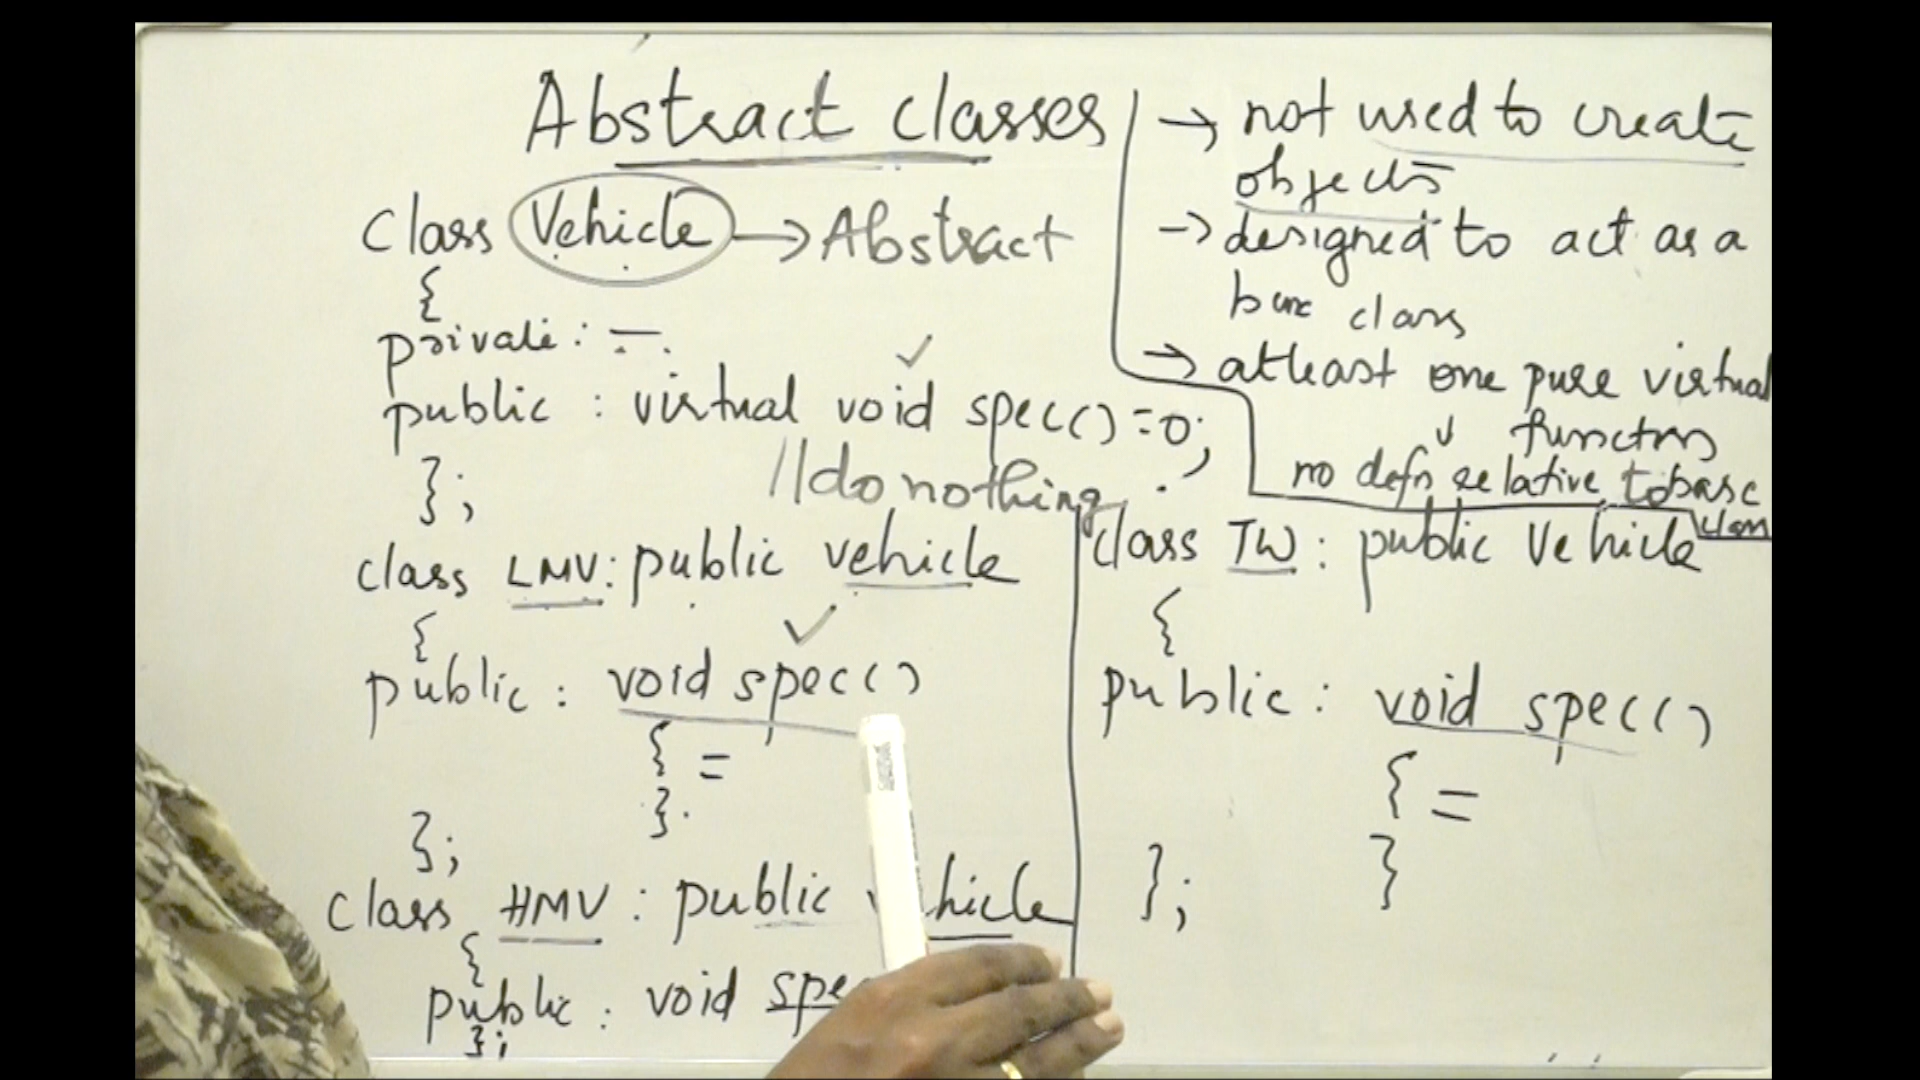 Abstract classes
class Vehicle → Abstract
{
private: —.
public : virtual void spec()=0;
};
//do nothing.
class LMV: public vehicle
{
public : void spec()
{ =
}.
};
class HMV : public
{
public : void
};
→ not used to create
objects
→ designed to act as a
base class
→ atleast one pure virtual
↓ functions
no defn relative to base
class
class TW : public Vehicle
{
public : void spec()
{ =
}
};